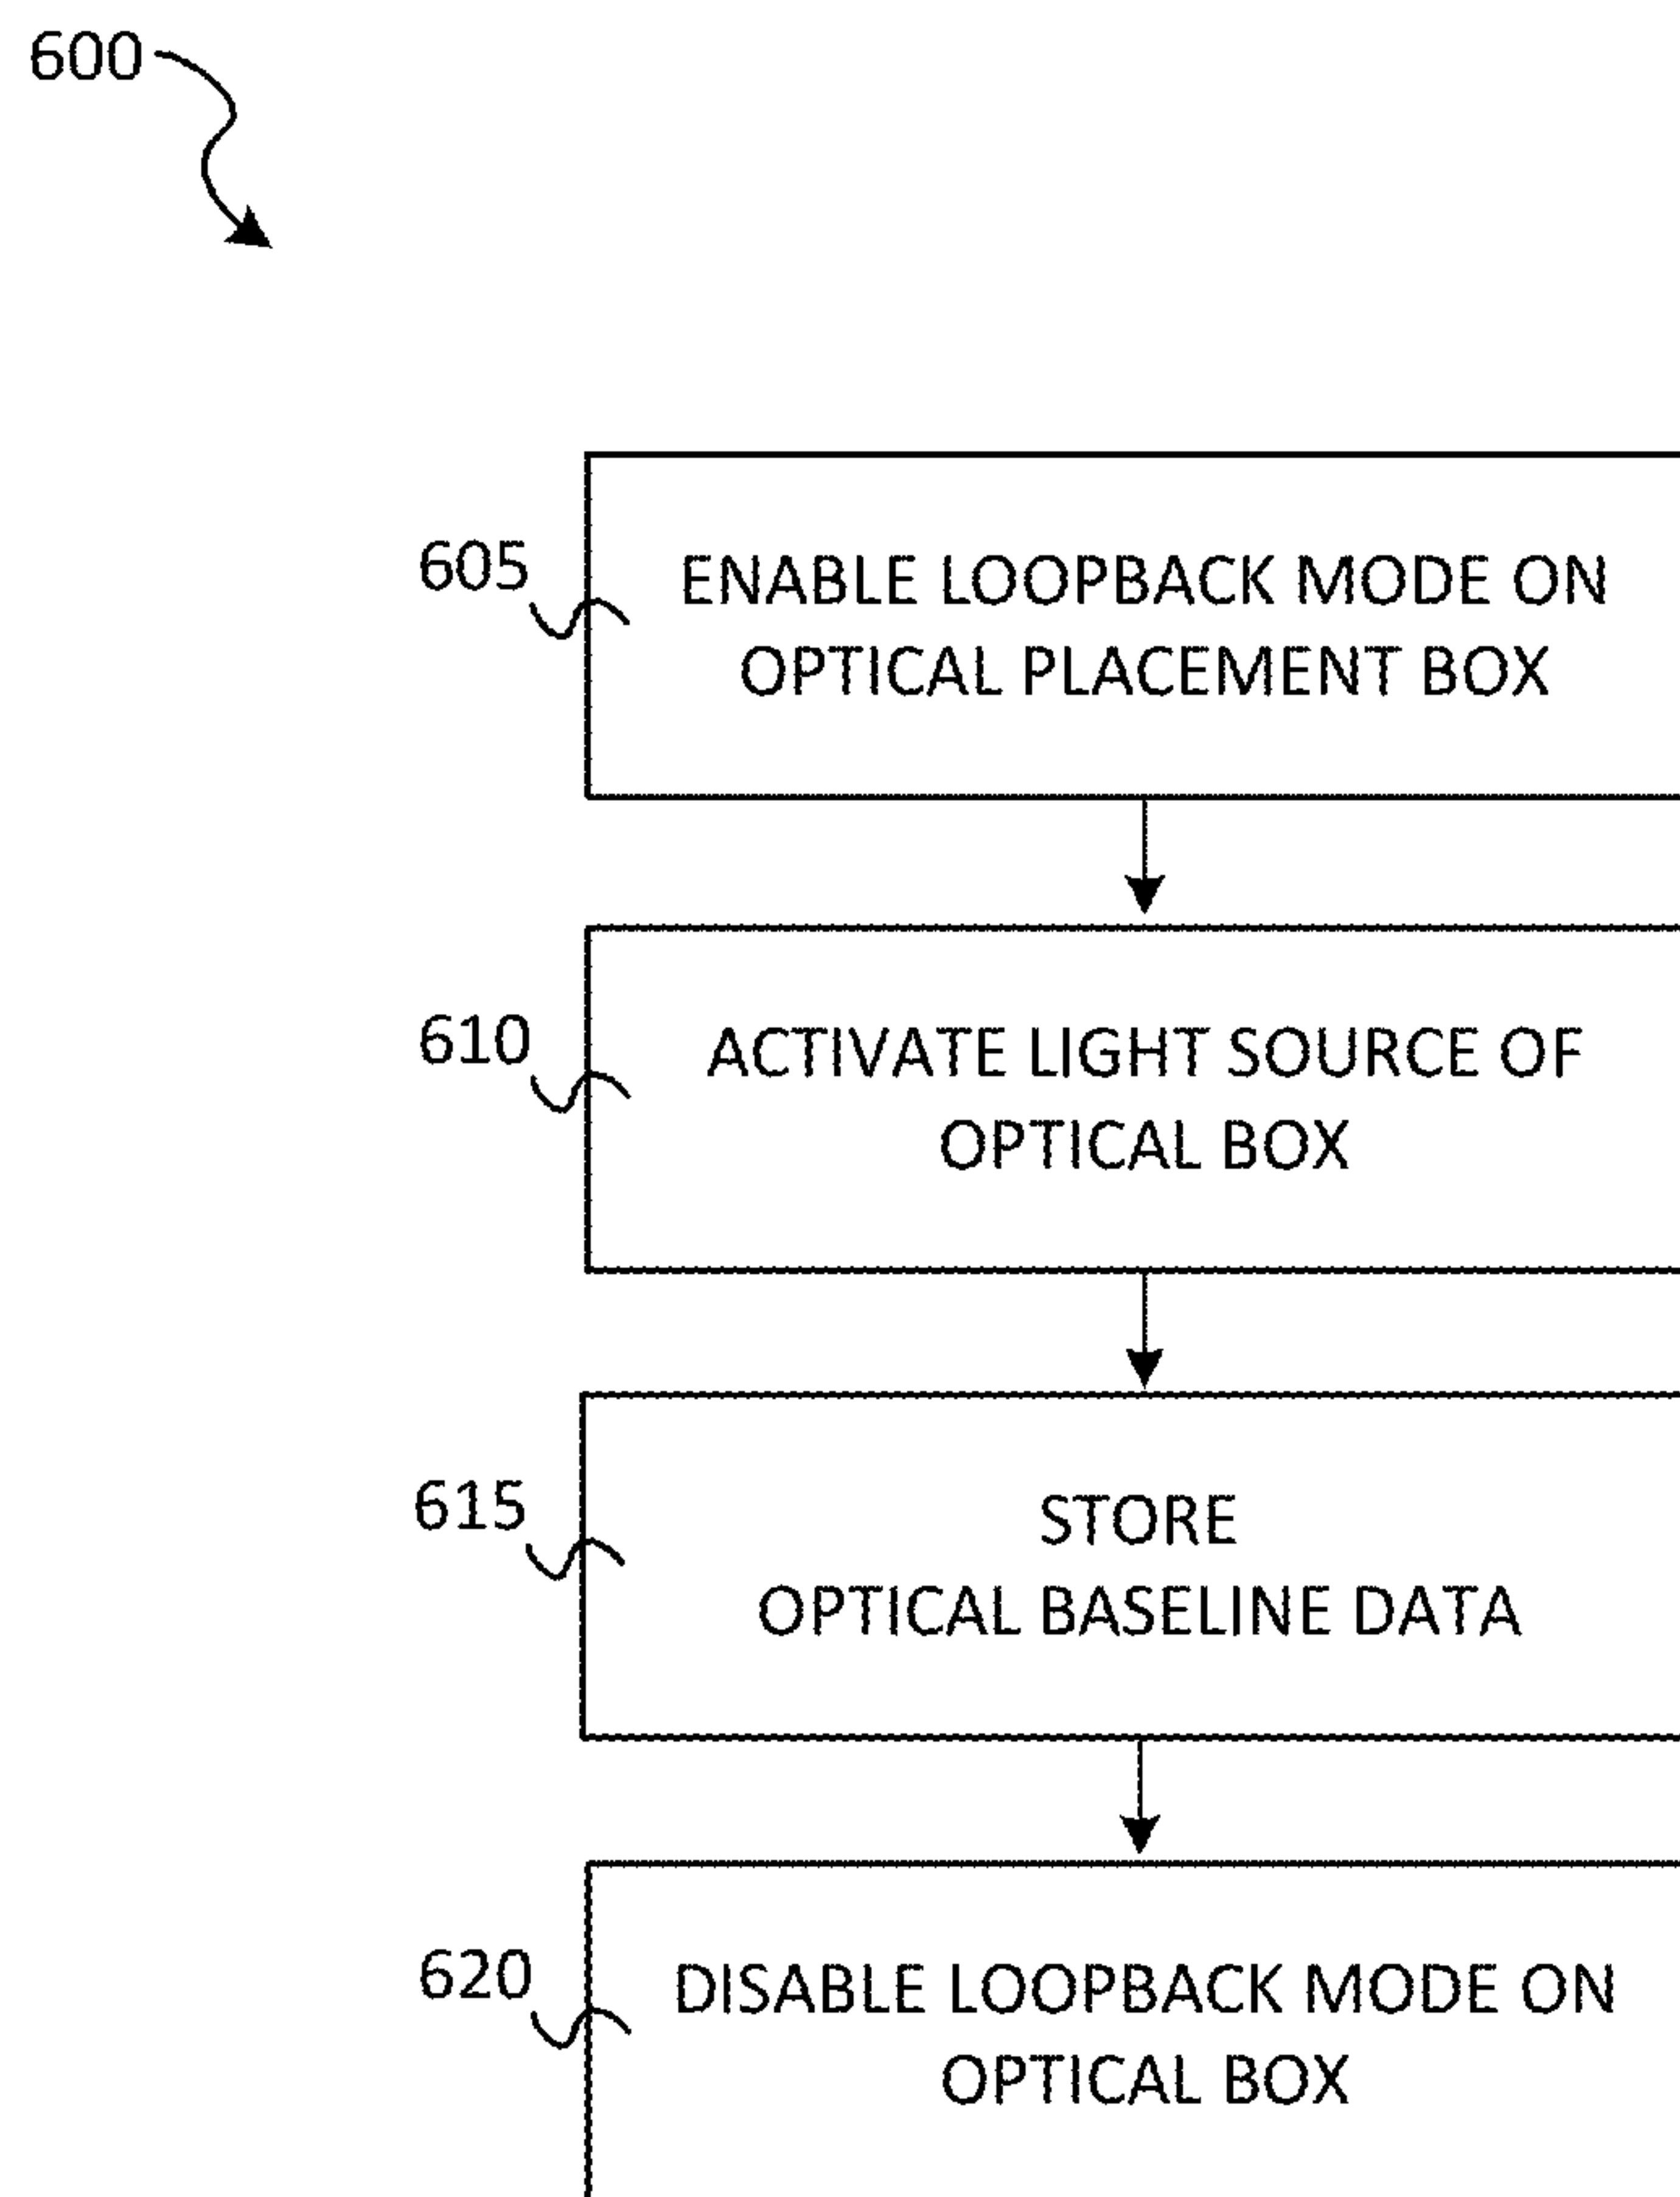 600
605
ENABLE LOOPBACK MODE ON
OPTICAL PLACEMENT BOX
610
ACTIVATE LIGHT SOURCE OF
OPTICAL BOX
615
STORE
OPTICAL BASELINE DATA
620
DISABLE LOOPBACK MODE ON
OPTICAL BOX